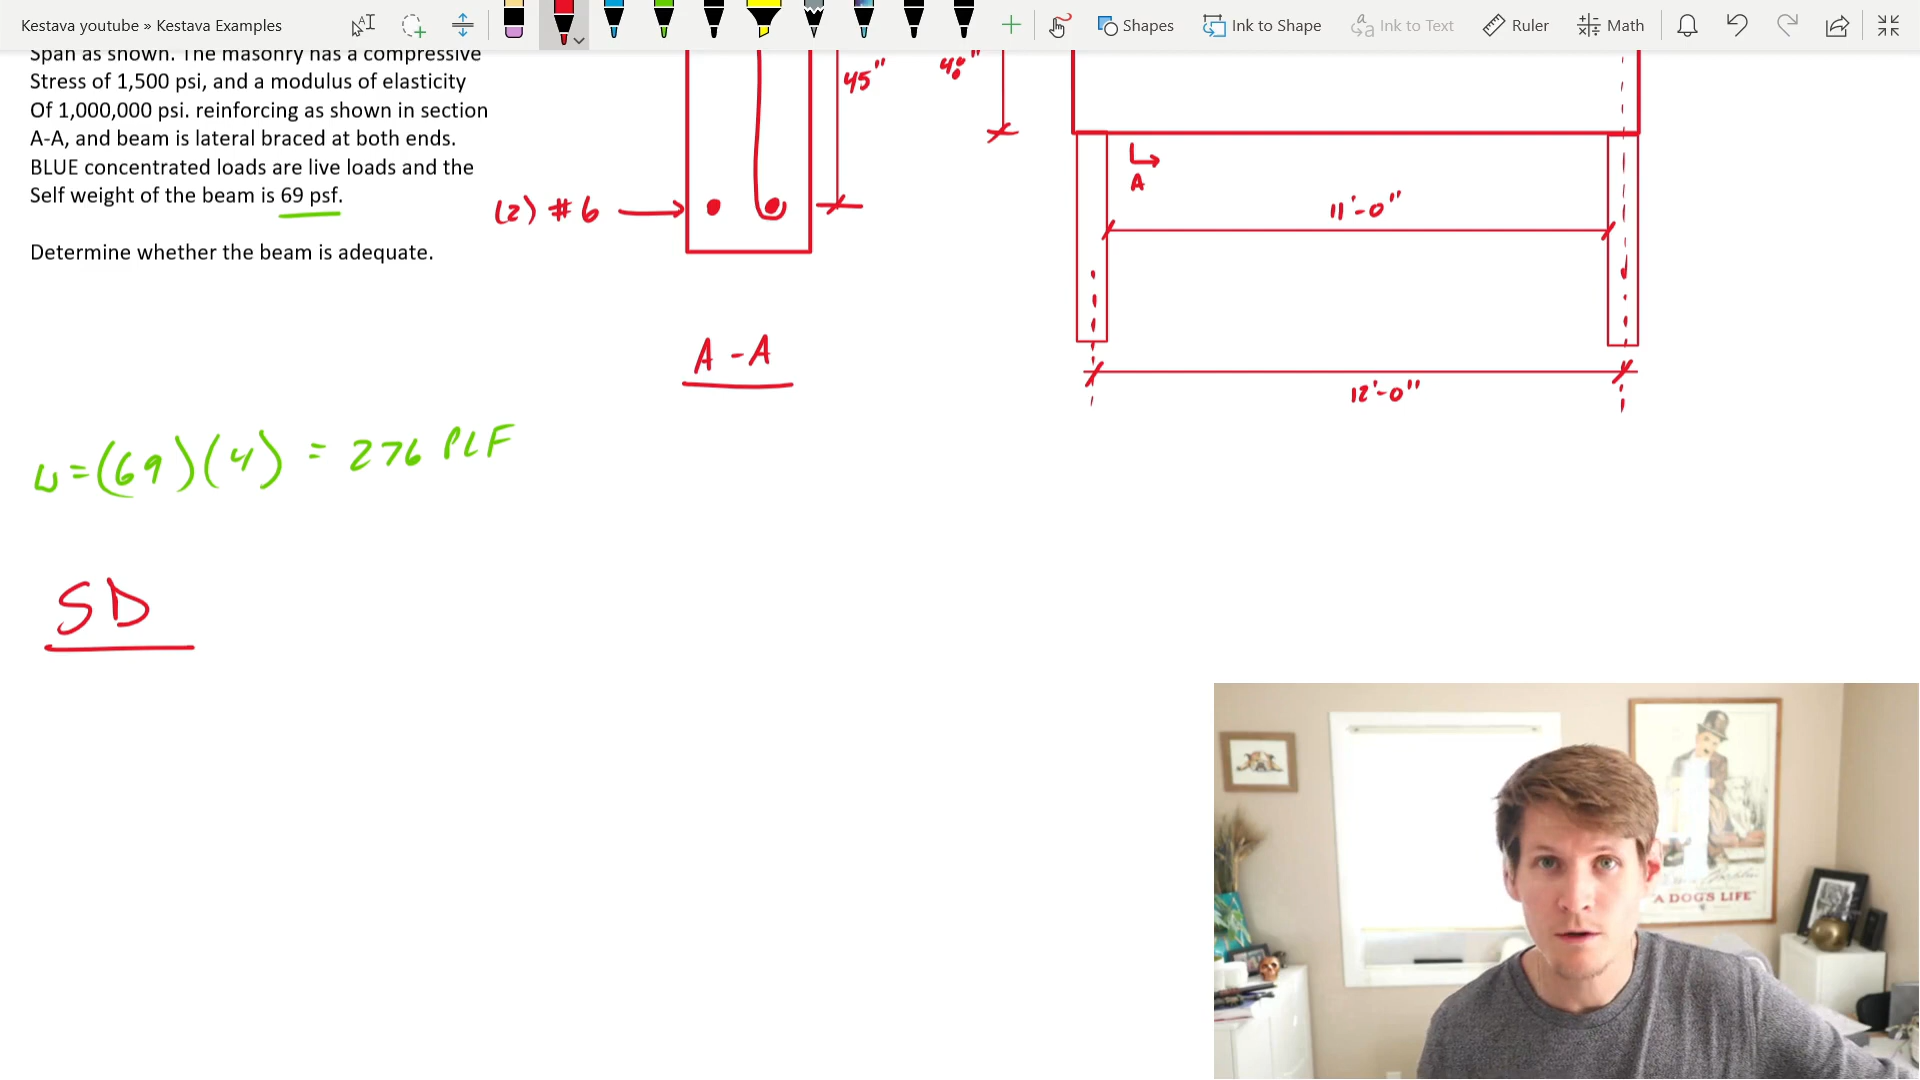 Kestava youtube » Kestava Examples
Shapes
Ink to Shape
Ink to Text
Ruler
Math
Span as shown. The masonry has a compressive
Stress of 1,500 psi, and a modulus of elasticity
Of 1,000,000 psi. reinforcing as shown in section
A-A, and beam is lateral braced at both ends.
BLUE concentrated loads are live loads and the
Self weight of the beam is 69 psf.
Determine whether the beam is adequate.
45"
(2) #6
A
11'-0"
12'-0"
A-A
w=(69)(4) = 276 PLF
SD
"A DOG'S LIFE"